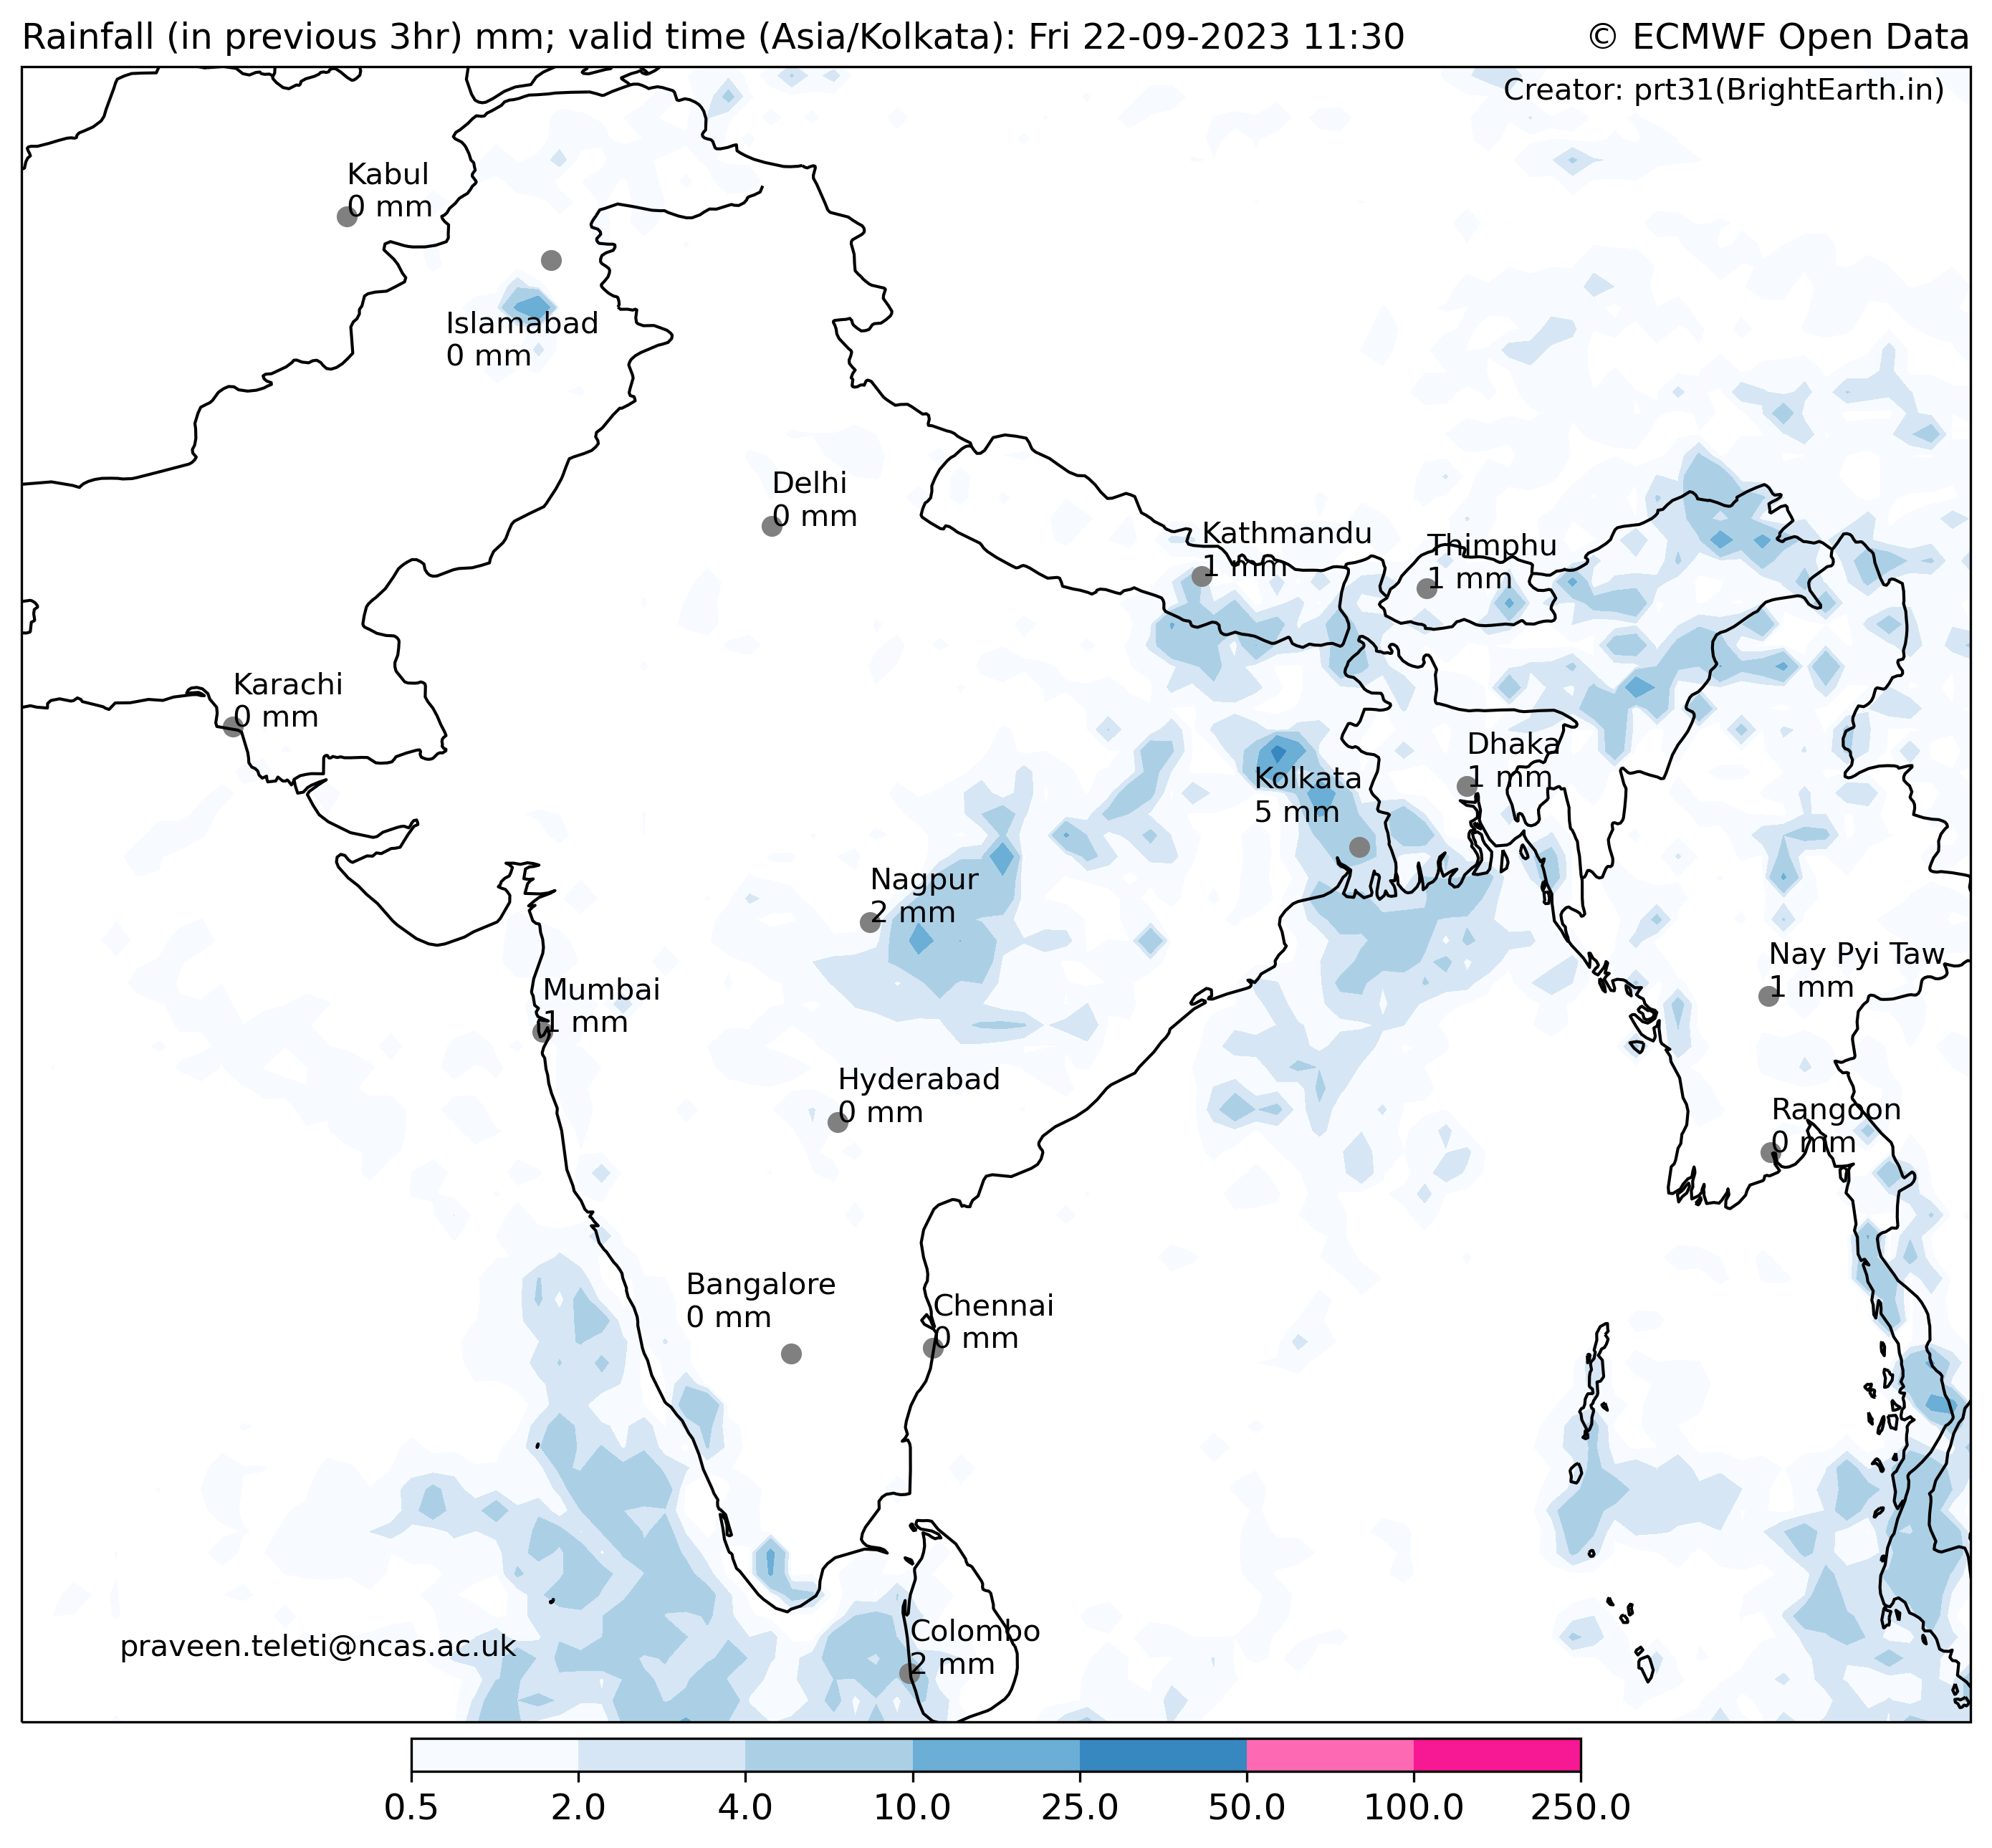 Rainfall (in previous 3hr) mm; valid time (Asia/Kolkata): Fri 22-09-2023 11:30
© ECMWF Open Data
Creator: prt31(BrightEarth.in)
Kabul
0 mm
Islamabad
0 mm
Delhi
0 mm
Kathmandu
1 mm
Thimphu
1 mm
Karachi
0 mm
Dhaka
1 mm
Kolkata
5 mm
Nagpur
2 mm
Nay Pyi Taw
1 mm
Mumbai
1 mm
Hyderabad
0 mm
Rangoon
0 mm
Bangalore
0 mm
Chennai
0 mm
Colombo
2 mm
praveen.teleti@ncas.ac.uk
0.5 2.0 4.0 10.0 25.0 50.0 100.0 250.0